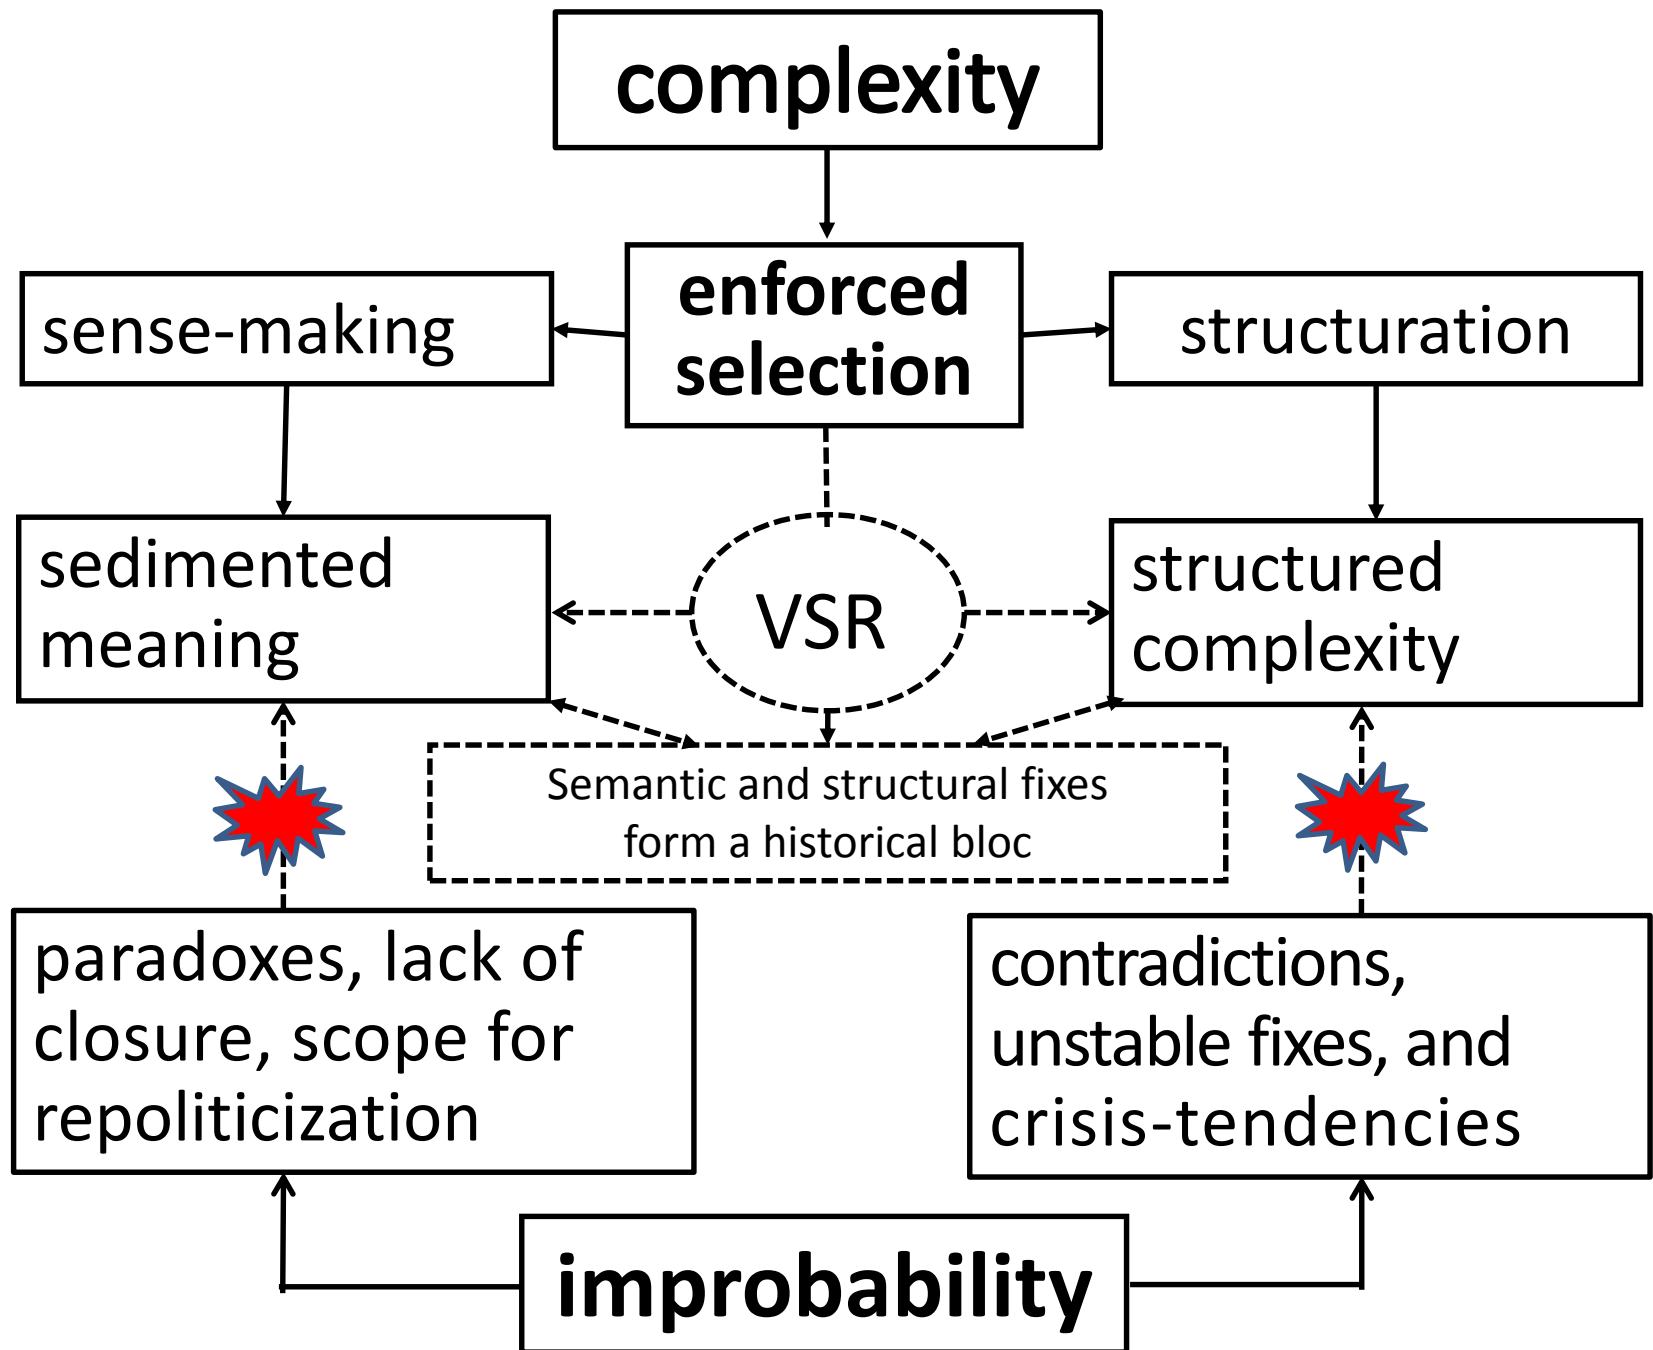 complexity
enforced
selection
sense-making
structuration
sedimented
meaning
VSR
structured
complexity
Semantic and structural fixes
form a historical bloc
paradoxes, lack of
closure, scope for
repoliticization
contradictions,
unstable fixes, and
crisis-tendencies
improbability